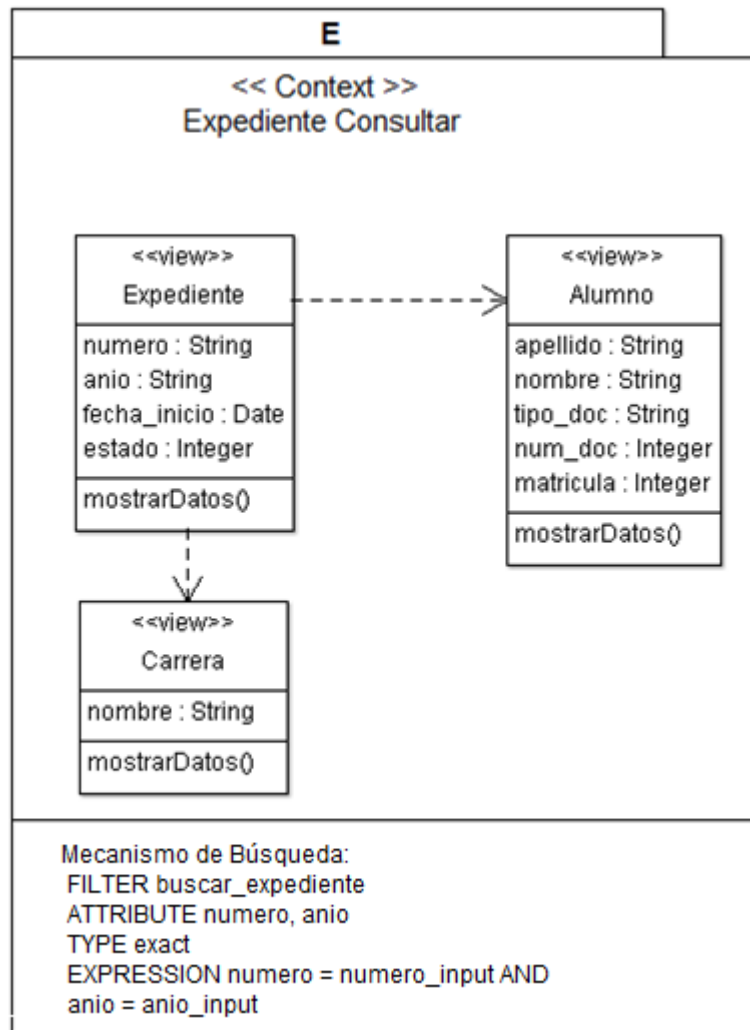 E
<< Context >>
Expediente Consultar
<<view>>
Expediente
numero : String
anio : String
fecha_inicio : Date
estado : Integer
mostrarDatos()
<<view>>
Alumno
apellido : String
nombre : String
tipo_doc : String
num_doc : Integer
matricula : Integer
mostrarDatos()
<<view>>
Carrera
nombre : String
mostrarDatos()
Mecanismo de Búsqueda:
FILTER buscar_expediente
ATTRIBUTE numero, anio
TYPE exact
EXPRESSION numero = numero_input AND
anio = anio_input